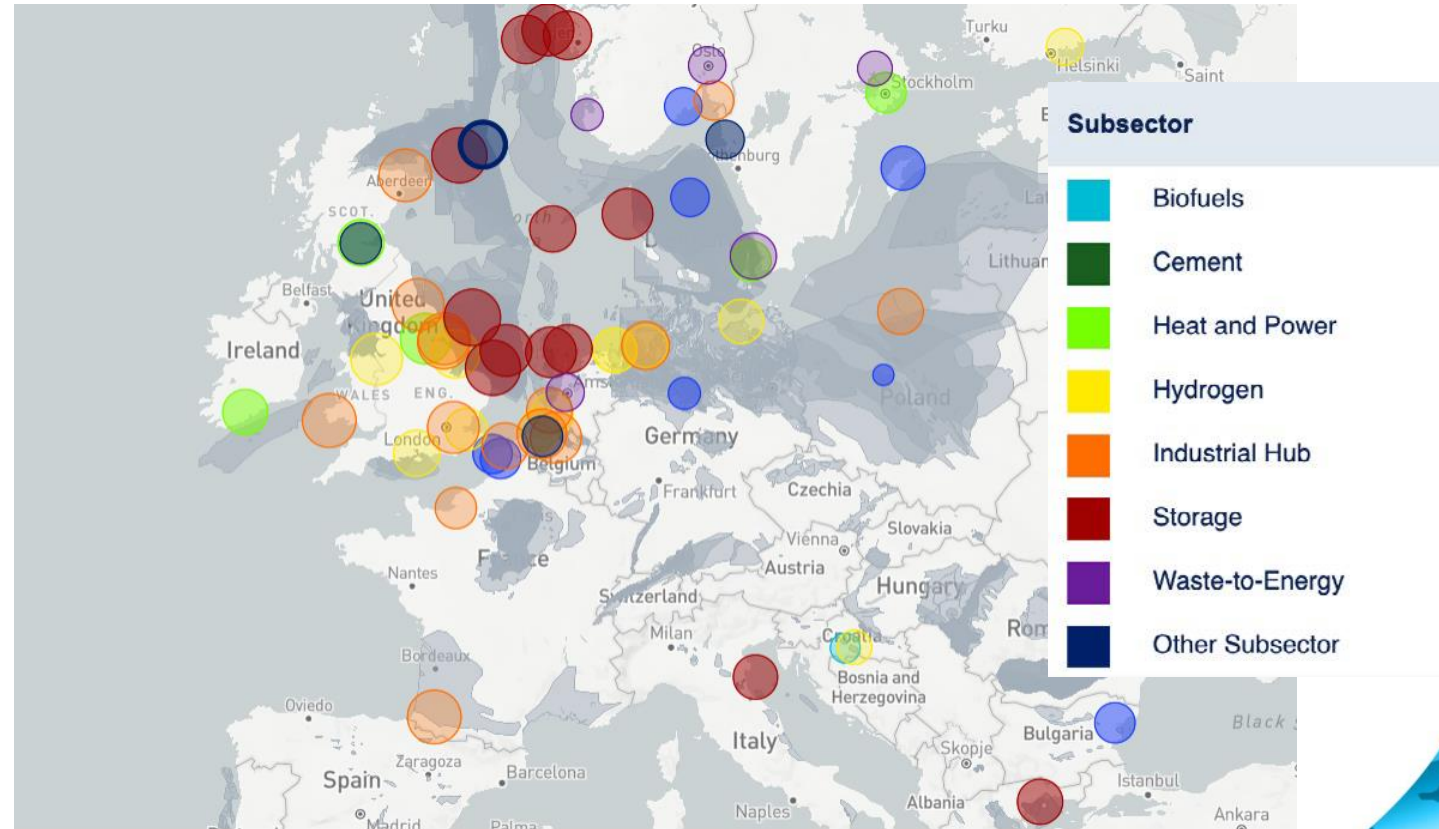 Turku
Oslo
Helsinki
Saint
Stockholm
Subsector
Biofuels
Aberdeen
SCOT.
Cement
Lithuan
Belfast
United
Kingdom
Heat and Power
Ireland
WALES
ENG.
Hydrogen
Poland
London
Germany
Industrial Hub
Belgium
Frankfurt
Czechia
Storage
Slovakia
Vienna
France
Austria
Nantes
Hungary
Waste-to-Energy
Switzerland
Milan
Croatia
Rom
Other Subsector
Bordeaux
Bosnia and
Herzegovina
Oviedo
Black
Bulgaria
Italy
Skopje
Zaragoza
Barcelona
Spain
Istanbul
Albania
Naples
Ankara
Madrid
Palma